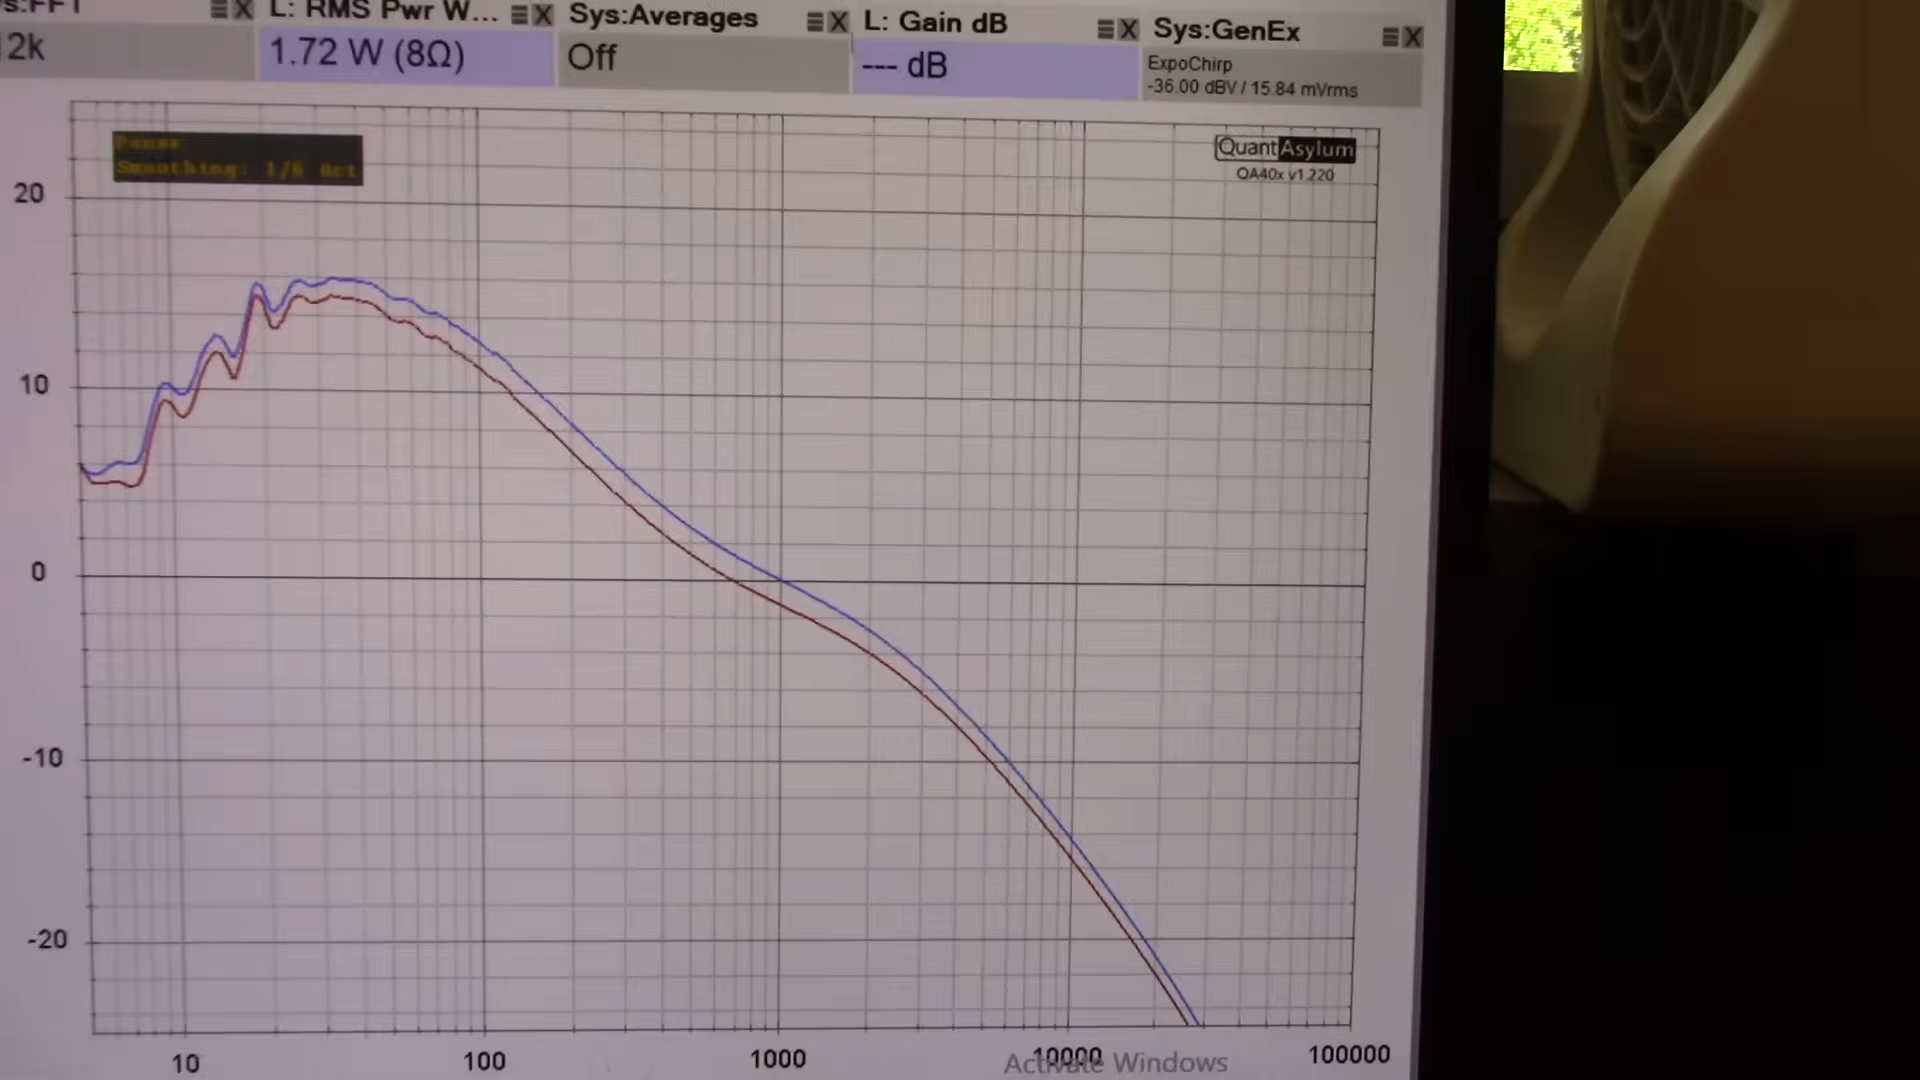 L: RMS Pwr W...
Sys:Averages
L: Gain dB
Sys:GenEx
2k
1.72 W (8Ω)
Off
--- dB
ExpoChirp
-36.00 dBV / 15.84 mVrms
Pause
Smoothing: 1/6 Oct
QuantAsylum
QA40x v1.220
20
10
0
-10
-20
10
100
1000
10000
100000
Activate Windows